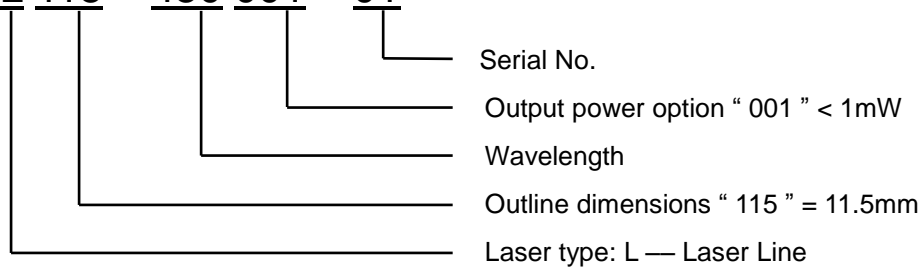 Serial No.
Output power option “ 001 ” < 1mW
Wavelength
Outline dimensions “ 115 ” = 11.5mm
Laser type: L — Laser Line